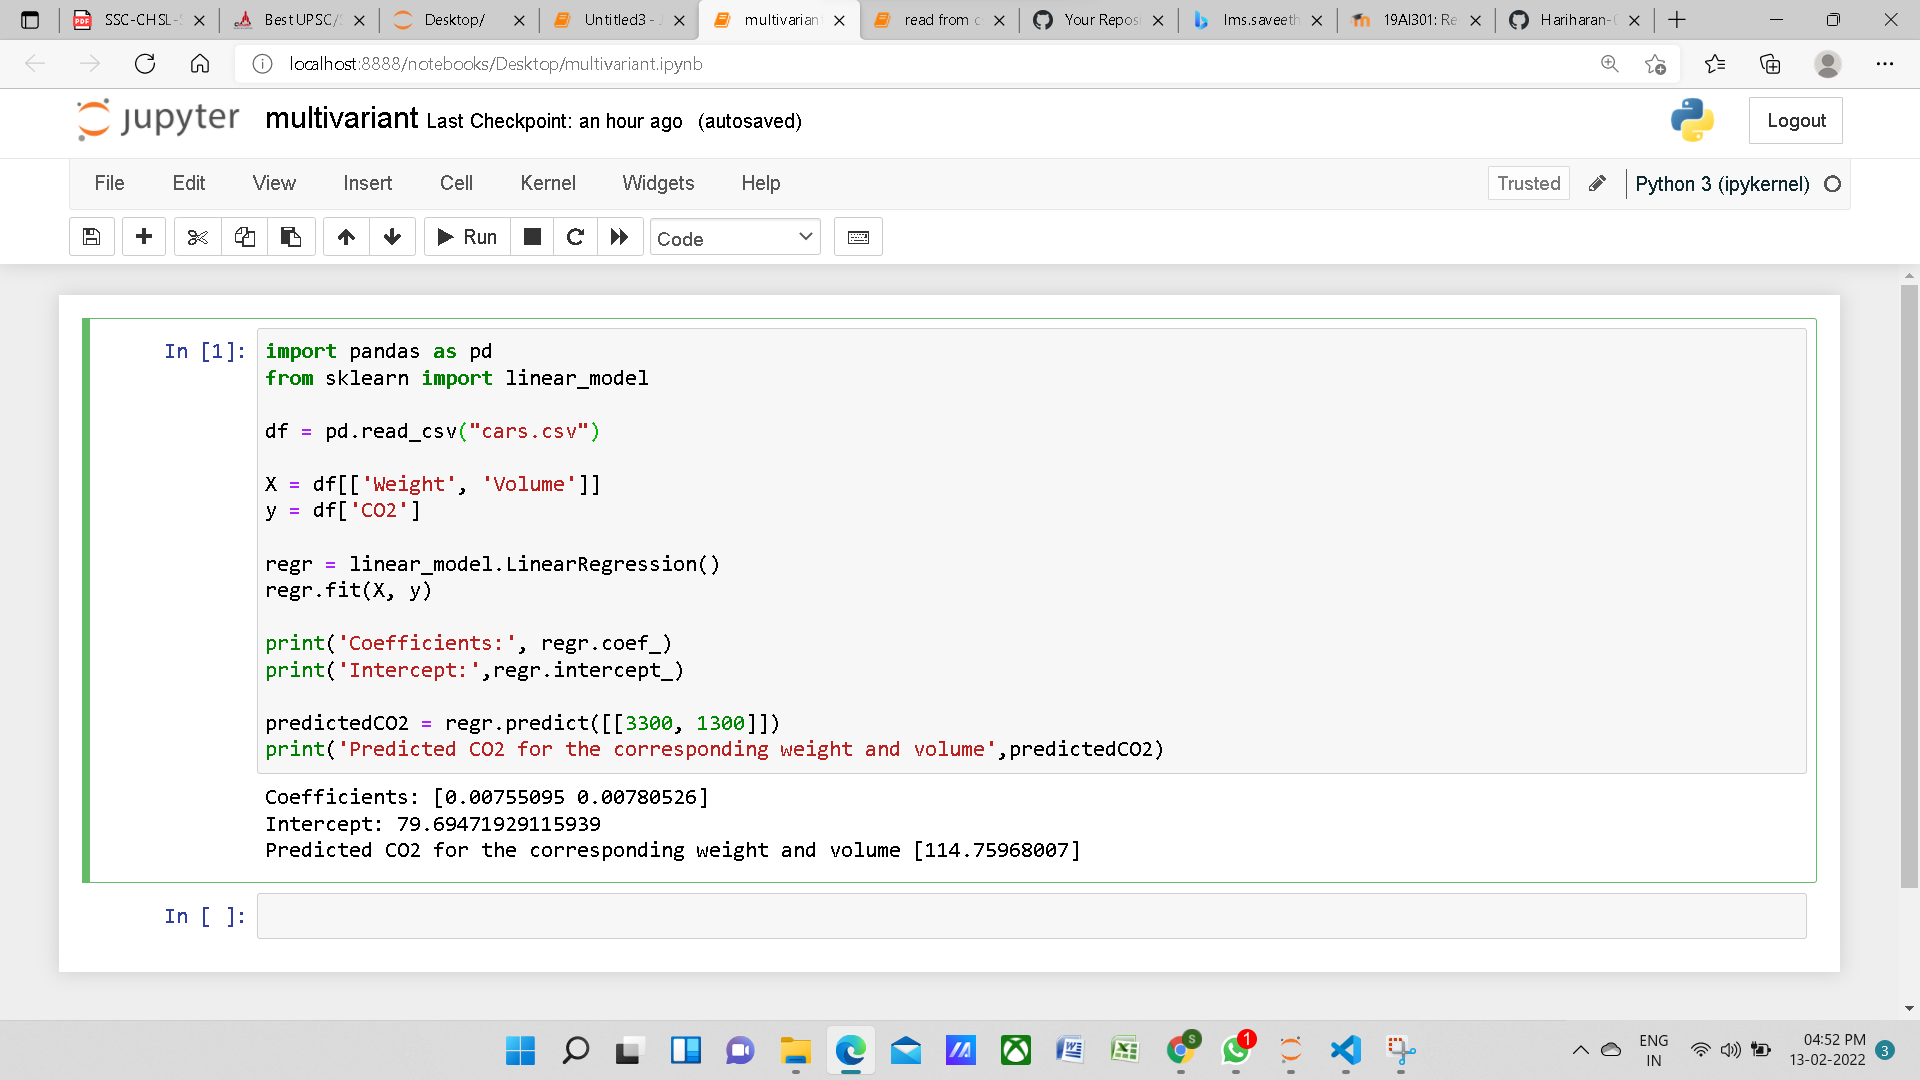 SSC-CHSL-
Best UPSC/
Desktop/
Untitled3 - J
multivarian
read from c
Your Repos
lms.saveeth
19AI301: Re
Hariharan-
localhost:8888/notebooks/Desktop/multivariant.ipynb
jupyter multivariant Last Checkpoint: an hour ago (autosaved)
Logout
File Edit View Insert Cell Kernel Widgets Help
Trusted Python 3 (ipykernel)
Run Code
In [1]:
import pandas as pd
from sklearn import linear_model
df = pd.read_csv("cars.csv")
X = df[['Weight', 'Volume']]
y = df['CO2']
regr = linear_model.LinearRegression()
regr.fit(X, y)
print('Coefficients:', regr.coef_)
print('Intercept:',regr.intercept_)
predictedCO2 = regr.predict([[3300, 1300]])
print('Predicted CO2 for the corresponding weight and volume',predictedCO2)
Coefficients: [0.00755095 0.00780526]
Intercept: 79.69471929115939
Predicted CO2 for the corresponding weight and volume [114.75968007]
In [ ]:
ENG
IN
04:52 PM
13-02-2022
3
1